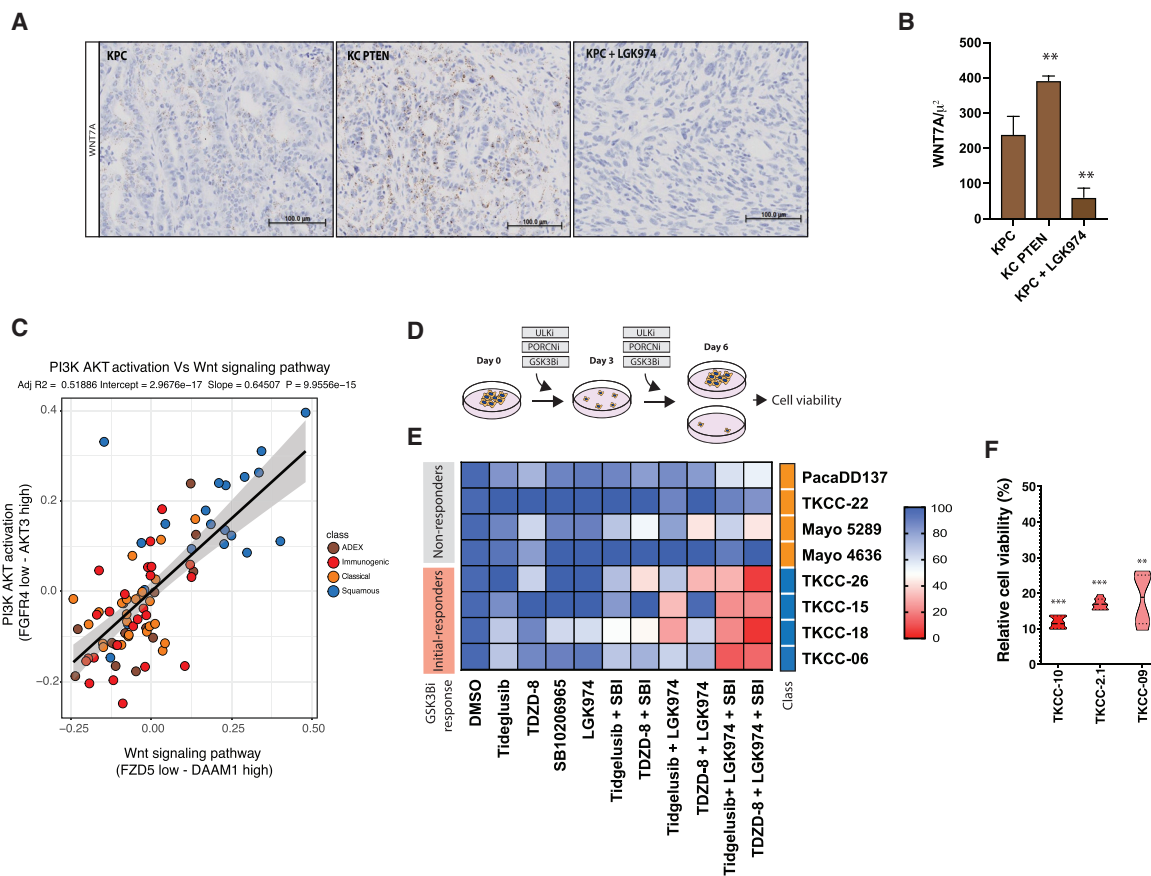 A
WNT7A
KPC
100.0 µm
KC PTEN
100.0 µm
KPC + LGK974
100.0 µm
B
WNT7A/µ²
500
400
300
200
100
0
**
**
KPC
KC PTEN
KPC + LGK974
C
PI3K AKT activation Vs Wnt signaling pathway
Adj R2 = 0.51886 Intercept = 2.9676e−17 Slope = 0.64507 P = 9.9556e−15
PI3K AKT activation
(FGFR4 low - AKT3 high)
0.4
0.2
0.0
−0.2
−0.25
0.00
0.25
0.50
Wnt signaling pathway
(FZD5 low - DAAM1 high)
class
ADEX
Immunogenic
Classical
Squamous
D
Day 0
ULKi
PORCNi
GSK3Bi
Day 3
ULKi
PORCNi
GSK3Bi
Day 6
Cell viability
E
Non-responders
Initial-responders
GSK3Bi
response
PacaDD137
TKCC-22
Mayo 5289
Mayo 4636
TKCC-26
TKCC-15
TKCC-18
TKCC-06
DMSO
Tideglusib
TDZD-8
SB10206965
LGK974
Tidgelusib + SBI
TDZD-8 + SBI
Tidgelusib + LGK974
TDZD-8 + LGK974
Tidgelusib+ LGK974 + SBI
TDZD-8 + LGK974 + SBI
Class
100
80
60
40
20
0
F
Relative cell viability (%)
50
40
30
20
10
0
***
***
**
TKCC-10
TKCC-2.1
TKCC-09